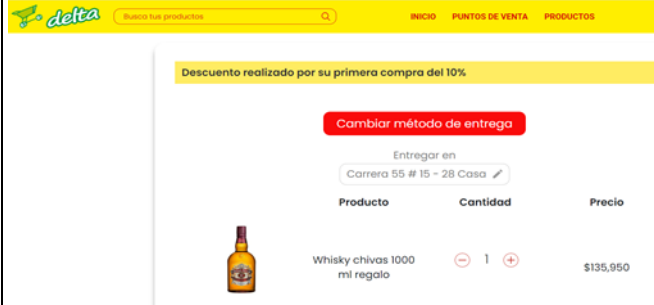 delta
Busca tus productos
INICIO PUNTOS DE VENTA PRODUCTOS
Descuento realizado por su primera compra del 10%
Cambiar método de entrega
Entregar en
Carrera 55 # 15 - 28 Casa
Producto Cantidad Precio
Whisky chivas 1000
ml regalo
1
$135,950